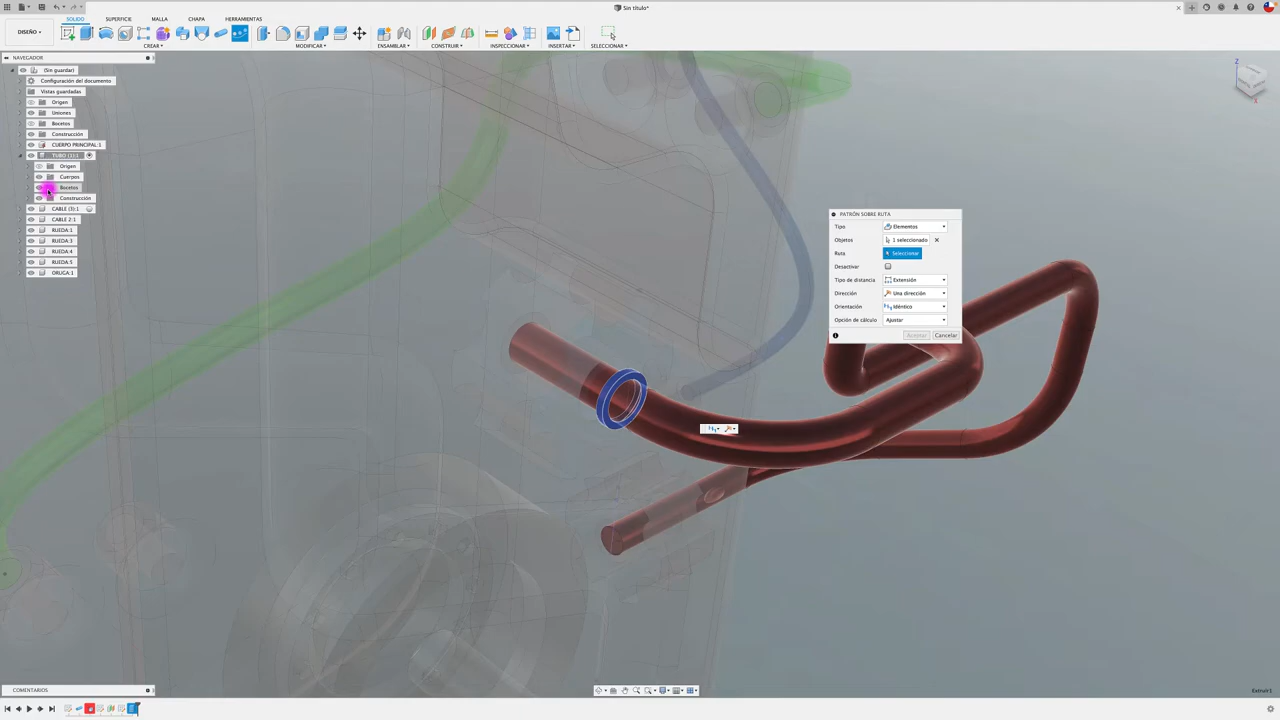 Sin título*
SÓLIDO SUPERFICIE MALLA CHAPA HERRAMIENTAS
DISEÑO
CREAR MODIFICAR ENSAMBLAR CONSTRUIR INSPECCIONAR INSERTAR SELECCIONAR
NAVEGADOR
(Sin guardar)
Configuración del documento
Vistas guardadas
Origen
Uniones
Bocetos
Construcción
CUERPO PRINCIPAL:1
TUBO (1):1
Origen
Cuerpos
Bocetos
Construcción
CABLE (3):1
CABLE 2:1
RUEDA:1
RUEDA:3
RUEDA:4
RUEDA:5
ORUGA:1
Z
X
PATRÓN SOBRE RUTA
Tipo Elementos
Objetos 1 seleccionado
Ruta Seleccionar
Desactivar
Tipo de distancia Extensión
Dirección Una dirección
Orientación Idéntico
Opción de cálculo Ajustar
Aceptar Cancelar
COMENTARIOS
Extruir1